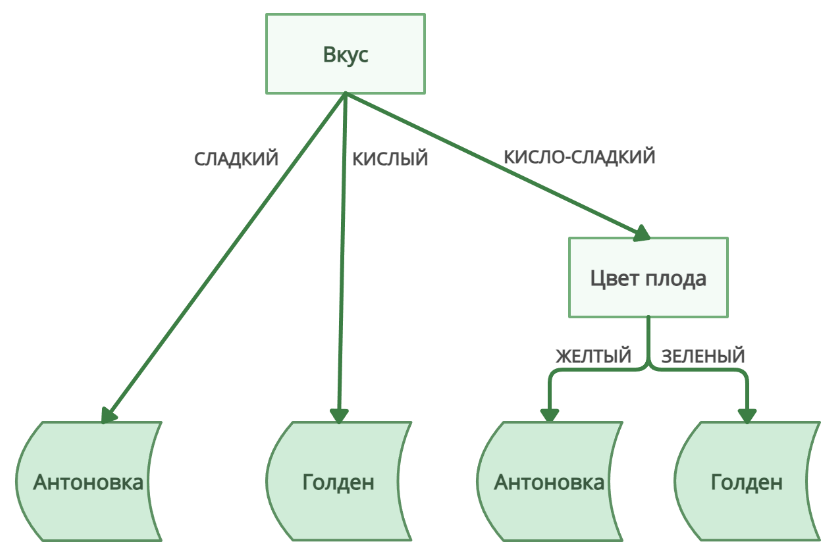 Вкус
СЛАДКИЙ
КИСЛЫЙ
КИСЛО-СЛАДКИЙ
Цвет плода
ЖЕЛТЫЙ
ЗЕЛЕНЫЙ
Антоновка
Голден
Антоновка
Голден